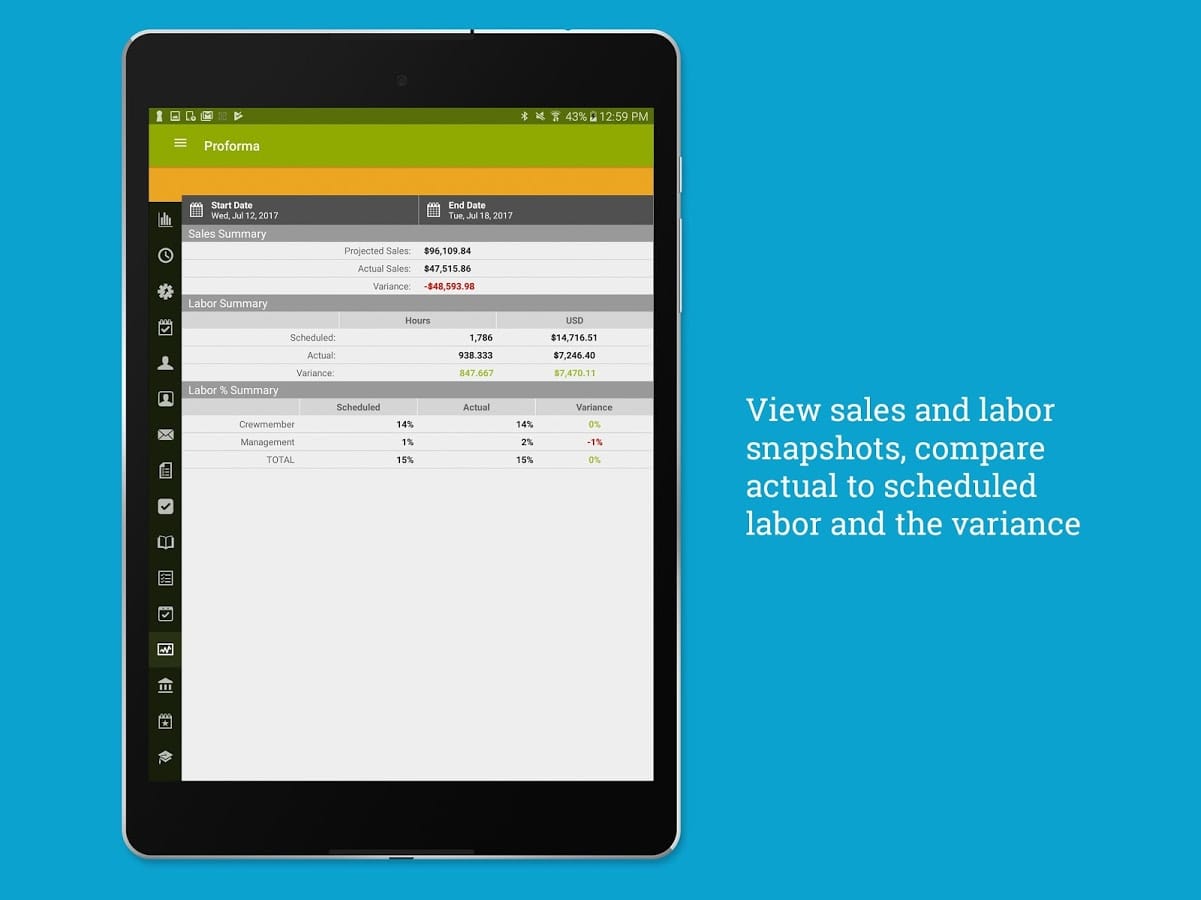 43% 12:59 PM
Proforma
Start Date
Wed, Jul 12, 2017
End Date
Tue, Jul 18, 2017
Sales Summary
Projected Sales: $96,109.84
Actual Sales: $47,515.86
Variance: -$48,593.98
Labor Summary
Hours USD
Scheduled: 1,786 $14,716.51
Actual: 938.333 $7,246.40
Variance: 847.667 $7,470.11
Labor % Summary
Scheduled Actual Variance
Crewmember 14% 14% 0%
Management 1% 2% -1%
TOTAL 15% 15% 0%
View sales and labor
snapshots, compare
actual to scheduled
labor and the variance